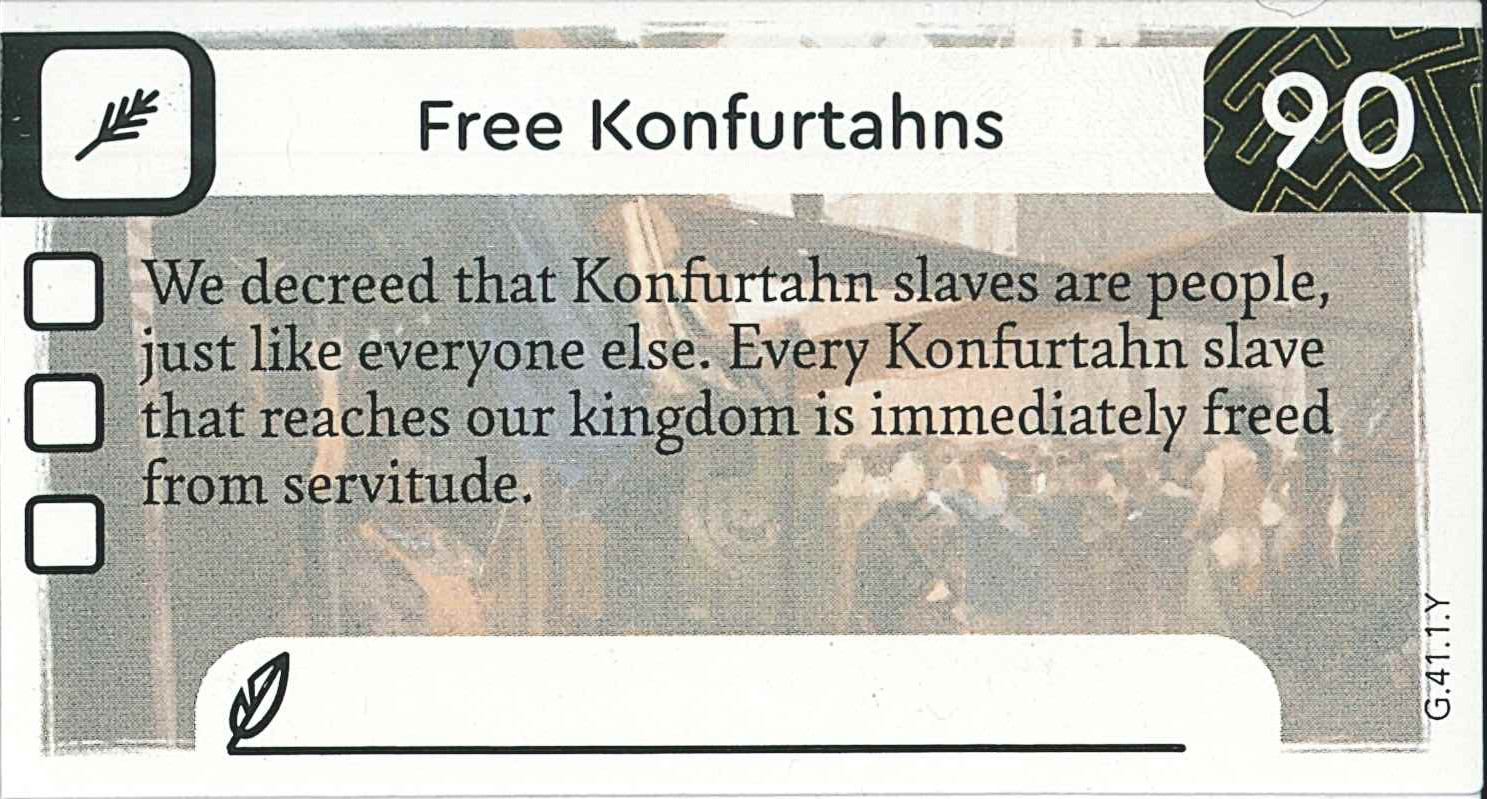 Free Konfurtahns
90
We decreed that Konfurtahn slaves are people,
just like everyone else. Every Konfurtahn slave
that reaches our kingdom is immediately freed
from servitude.
G.41.1.Y